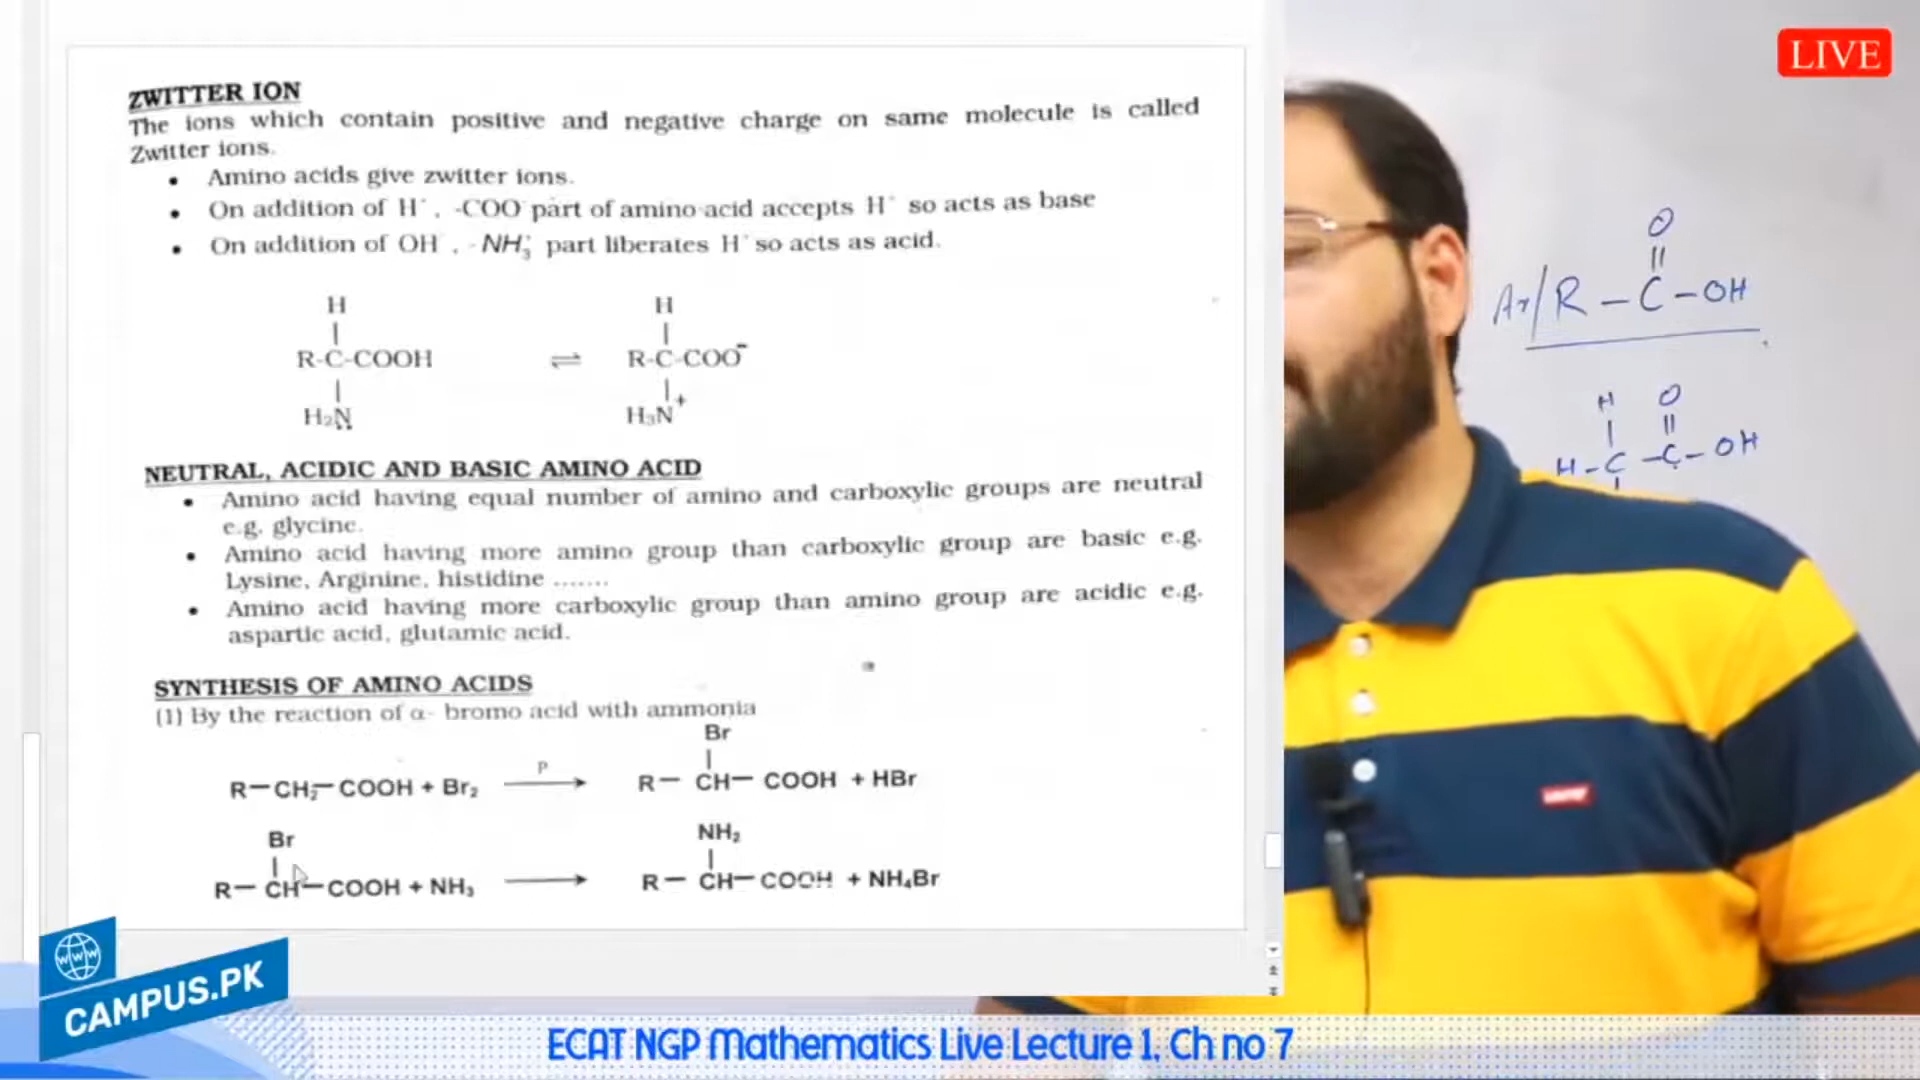 ZWITTER ION
The ions which contain positive and negative charge on same molecule is called
Zwitter ions.
• Amino acids give zwitter ions.
• On addition of H⁺, -COO⁻ part of amino acid accepts H⁺ so acts as base
• On addition of OH⁻, -NH₃⁺ part liberates H⁺ so acts as acid.
H H
| |
R-C-COOH ⇌ R-C-COO⁻
| |
H₂N̤ H₃N⁺
NEUTRAL, ACIDIC AND BASIC AMINO ACID
• Amino acid having equal number of amino and carboxylic groups are neutral
e.g. glycine.
• Amino acid having more amino group than carboxylic group are basic e.g.
Lysine, Arginine, histidine .......
• Amino acid having more carboxylic group than amino group are acidic e.g.
aspartic acid, glutamic acid.
SYNTHESIS OF AMINO ACIDS
(1) By the reaction of α- bromo acid with ammonia
Br
|
R—CH₂—COOH + Br₂ —P→ R—CH—COOH + HBr
Br NH₂
| |
R—CH—COOH + NH₃ → R—CH—COOH + NH₄Br
LIVE
O
||
Ar/R – C – OH
H O
| ||
H – C – C – OH
|
WWW
CAMPUS.PK
ECAT NGP Mathematics Live Lecture 1, Ch no 7